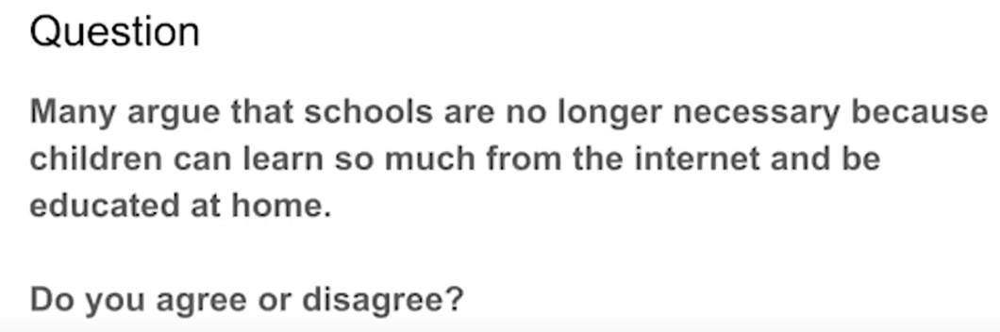 Question
Many argue that schools are no longer necessary because
children can learn so much from the internet and be
educated at home.
Do you agree or disagree?